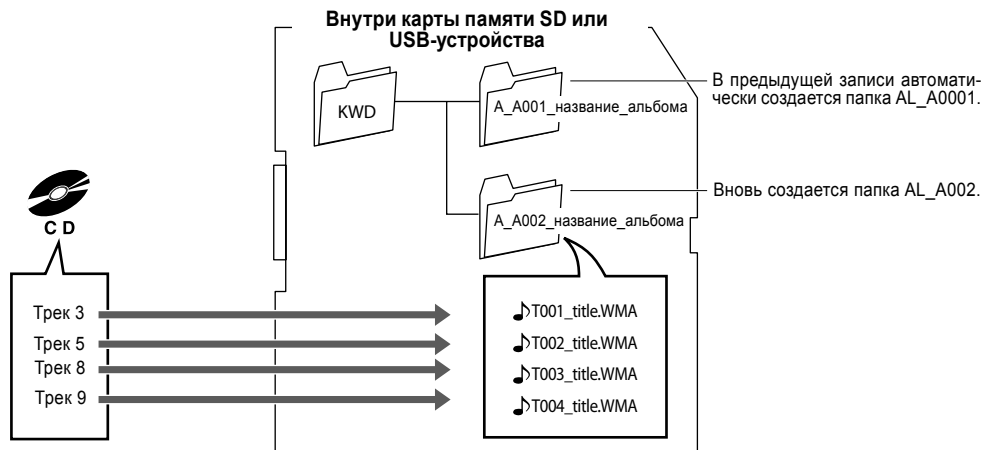 Внутри карты памяти SD или
USB-устройства
KWD
A_A001_название_альбома
В предыдущей записи автомати-
чески создается папка AL_A0001.
A_A002_название_альбома
Вновь создается папка AL_A002.
CD
Трек 3
Трек 5
Трек 8
Трек 9
T001_title.WMA
T002_title.WMA
T003_title.WMA
T004_title.WMA